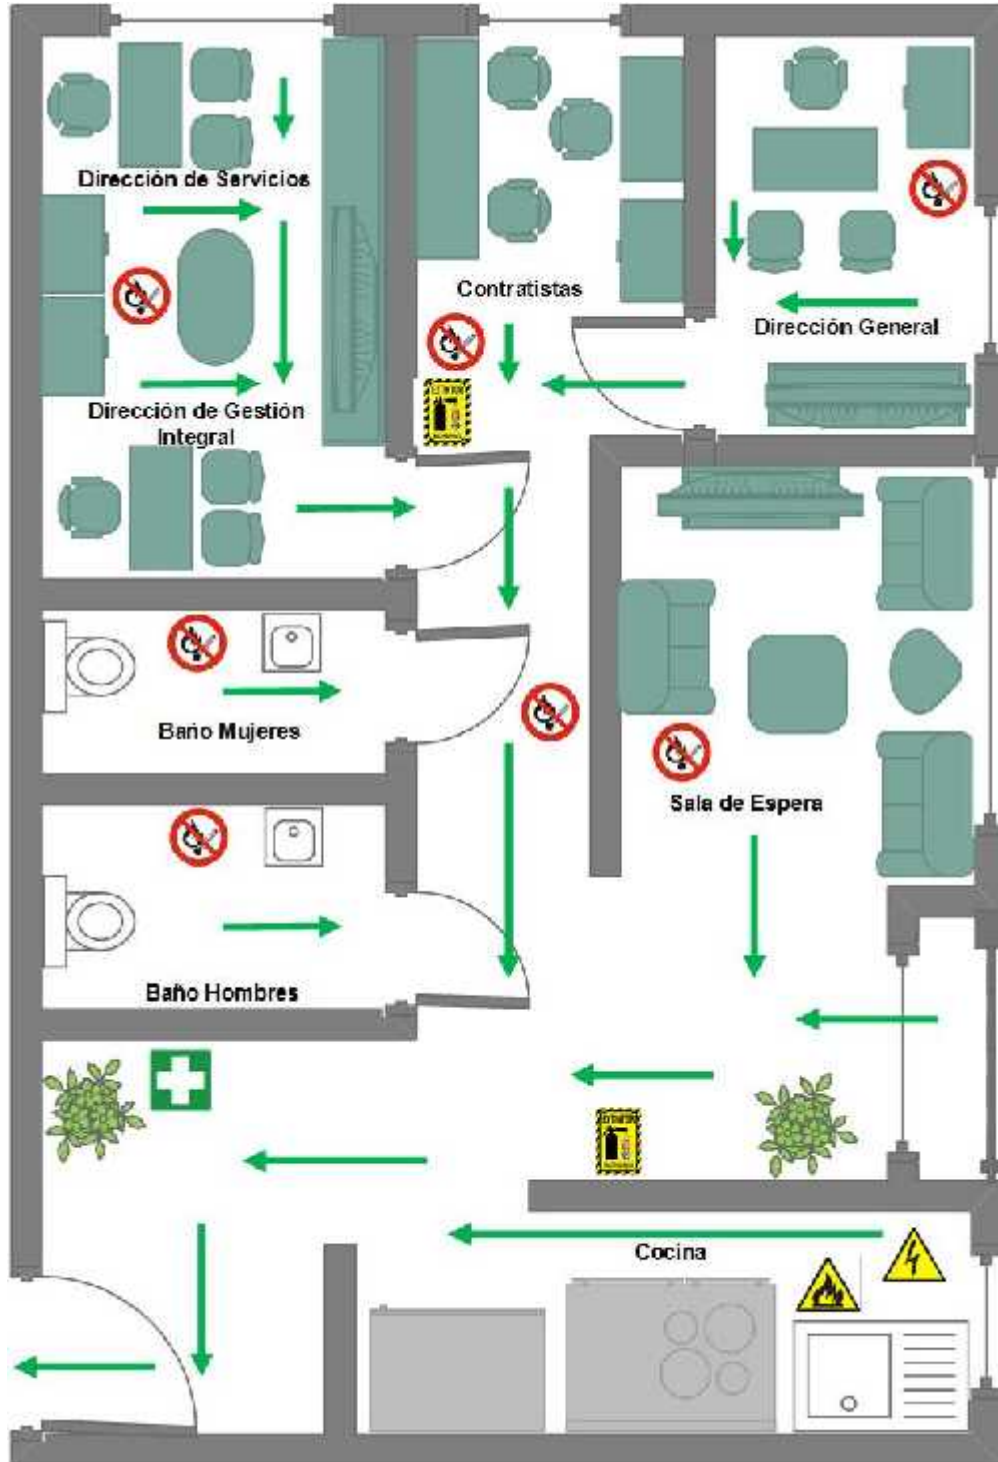 Dirección de Servicios
Contratistas
Dirección General
Dirección de Gestión
Integral
Baño Mujeres
Sala de Espera
Baño Hombres
Cocina